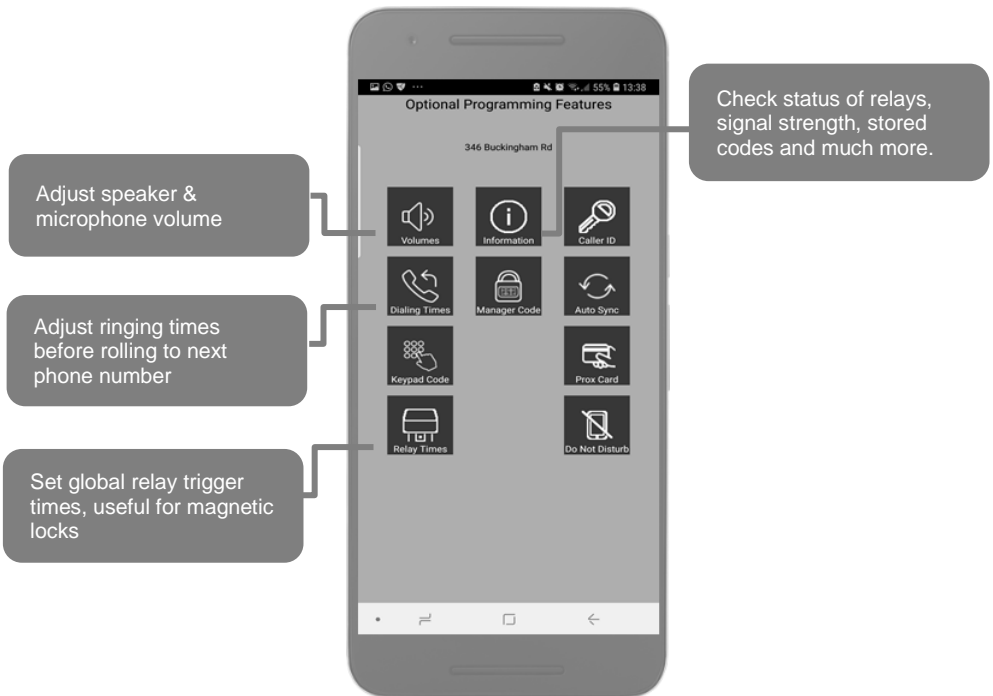 55% 13:38
Optional Programming Features
346 Buckingham Rd
Check status of relays,
signal strength, stored
codes and much more.
Adjust speaker &
microphone volume
Volumes
Information
Caller ID
Adjust ringing times
before rolling to next
phone number
Dialing Times
Manager Code
Auto Sync
Keypad Code
Prox Card
Set global relay trigger
times, useful for magnetic
locks
Relay Times
Do Not Disturb